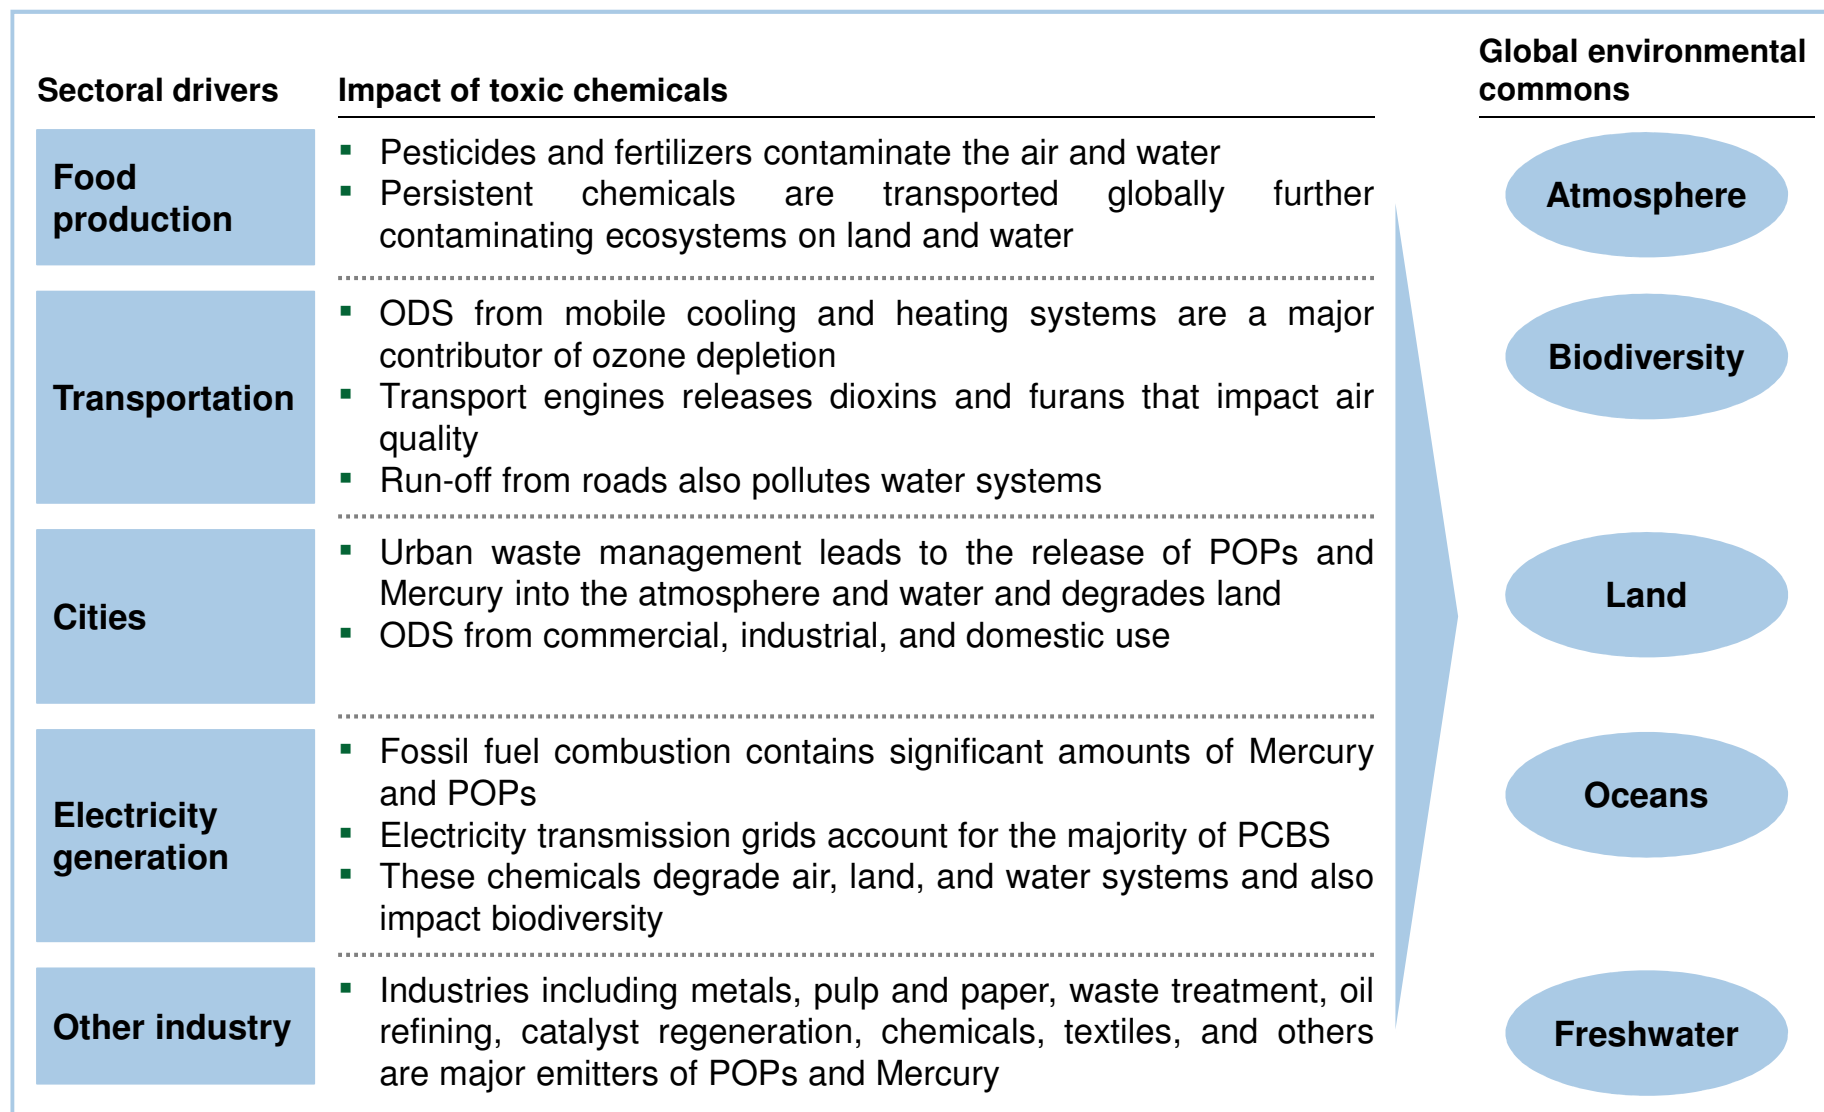 Sectoral drivers
Impact of toxic chemicals
Global environmental
commons
Food
production
Pesticides and fertilizers contaminate the air and water
Persistent chemicals are transported globally further
contaminating ecosystems on land and water
Atmosphere
Transportation
ODS from mobile cooling and heating systems are a major
contributor of ozone depletion
Transport engines releases dioxins and furans that impact air
quality
Run-off from roads also pollutes water systems
Biodiversity
Cities
Urban waste management leads to the release of POPs and
Mercury into the atmosphere and water and degrades land
ODS from commercial, industrial, and domestic use
Land
Electricity
generation
Fossil fuel combustion contains significant amounts of Mercury
and POPs
Electricity transmission grids account for the majority of PCBS
These chemicals degrade air, land, and water systems and also
impact biodiversity
Oceans
Other industry
Industries including metals, pulp and paper, waste treatment, oil
refining, catalyst regeneration, chemicals, textiles, and others
are major emitters of POPs and Mercury
Freshwater